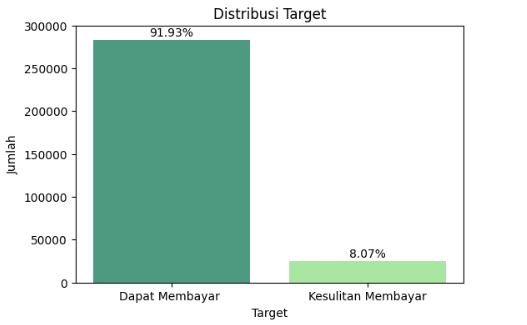 Distribusi Target
91.93%
8.07%
300000
250000
200000
150000
100000
50000
0
Jumlah
Dapat Membayar
Kesulitan Membayar
Target